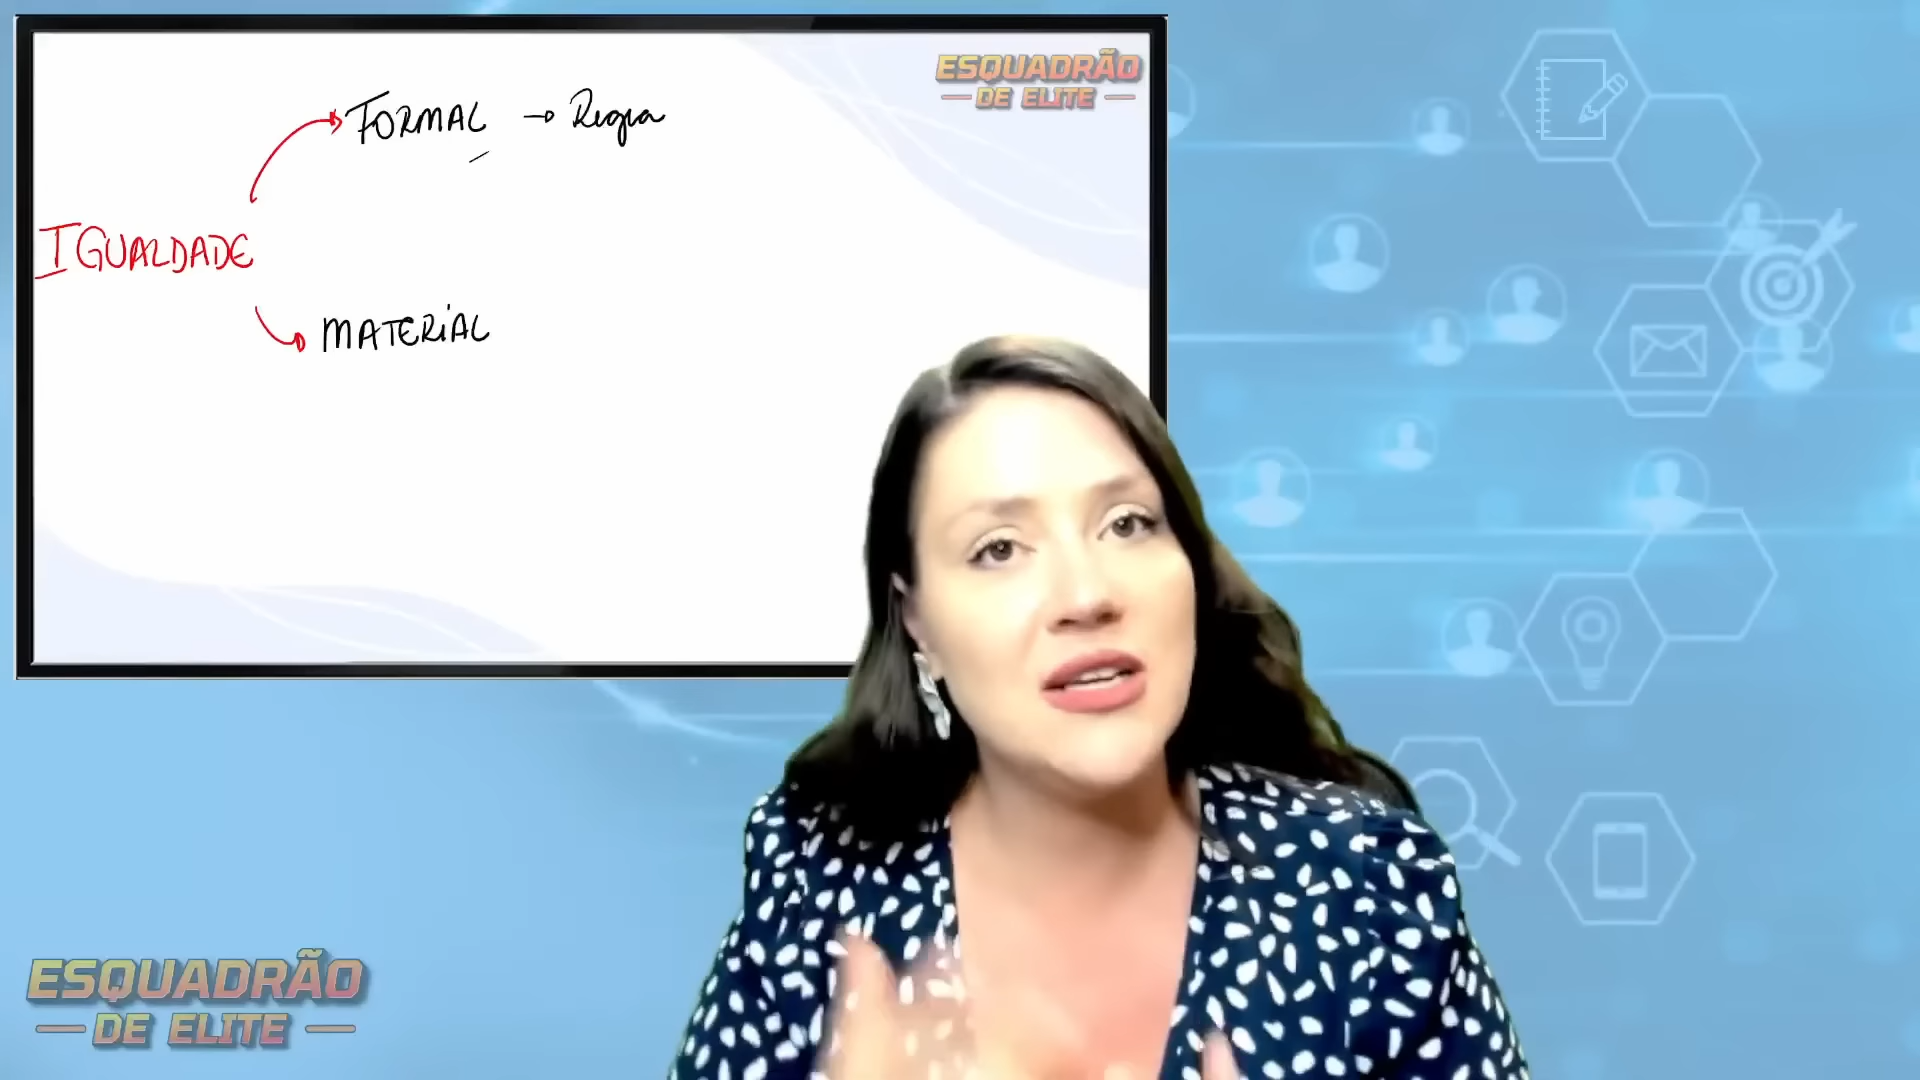 ESQUADRÃO
DE ELITE
FORMAL → Regra
IGUALDADE
MATERIAL
ESQUADRÃO
DE ELITE